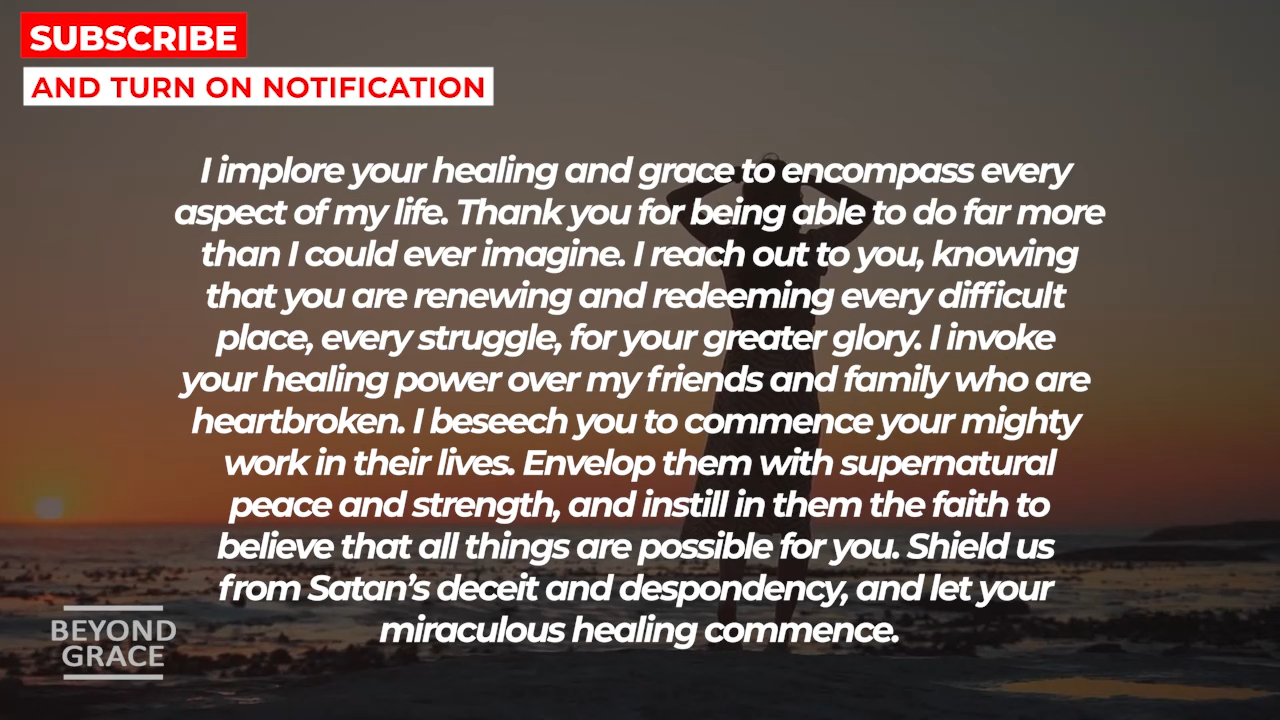 SUBSCRIBE
AND TURN ON NOTIFICATION
I implore your healing and grace to encompass every
aspect of my life. Thank you for being able to do far more
than I could ever imagine. I reach out to you, knowing
that you are renewing and redeeming every difficult
place, every struggle, for your greater glory. I invoke
your healing power over my friends and family who are
heartbroken. I beseech you to commence your mighty
work in their lives. Envelop them with supernatural
peace and strength, and instill in them the faith to
believe that all things are possible for you. Shield us
from Satan’s deceit and despondency, and let your
miraculous healing commence.
BEYOND
GRACE